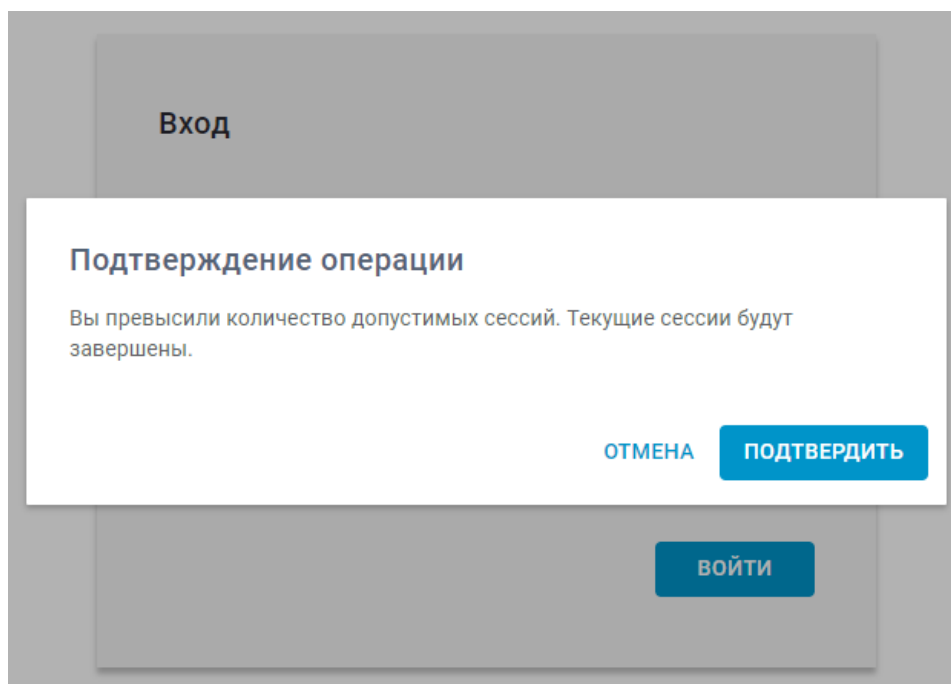 Вход
Подтверждение операции
Вы превысили количество допустимых сессий. Текущие сессии будут
завершены.
ОТМЕНА ПОДТВЕРДИТЬ
ВОЙТИ